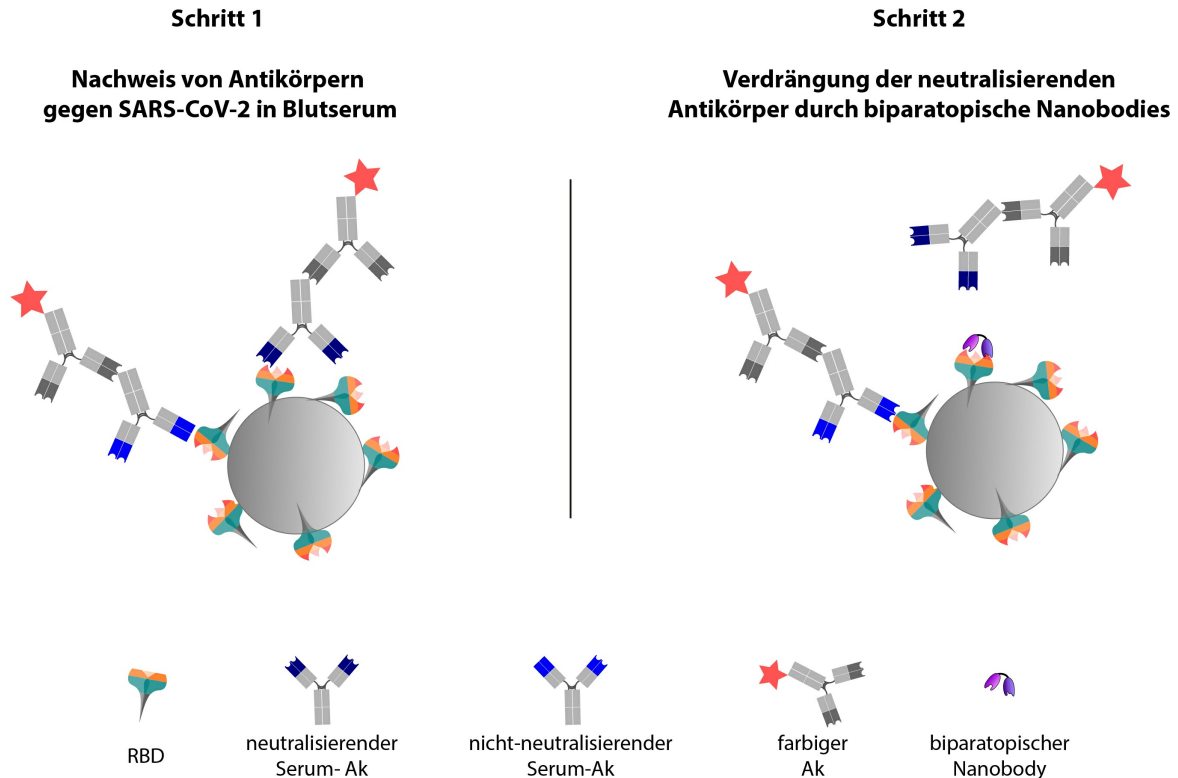 Schritt 1
Nachweis von Antikörpern
gegen SARS-CoV-2 in Blutserum
Schritt 2
Verdrängung der neutralisierenden
Antikörper durch biparatopische Nanobodies
RBD
neutralisierender
Serum- Ak
nicht-neutralisierender
Serum-Ak
farbiger
Ak
biparatopischer
Nanobody